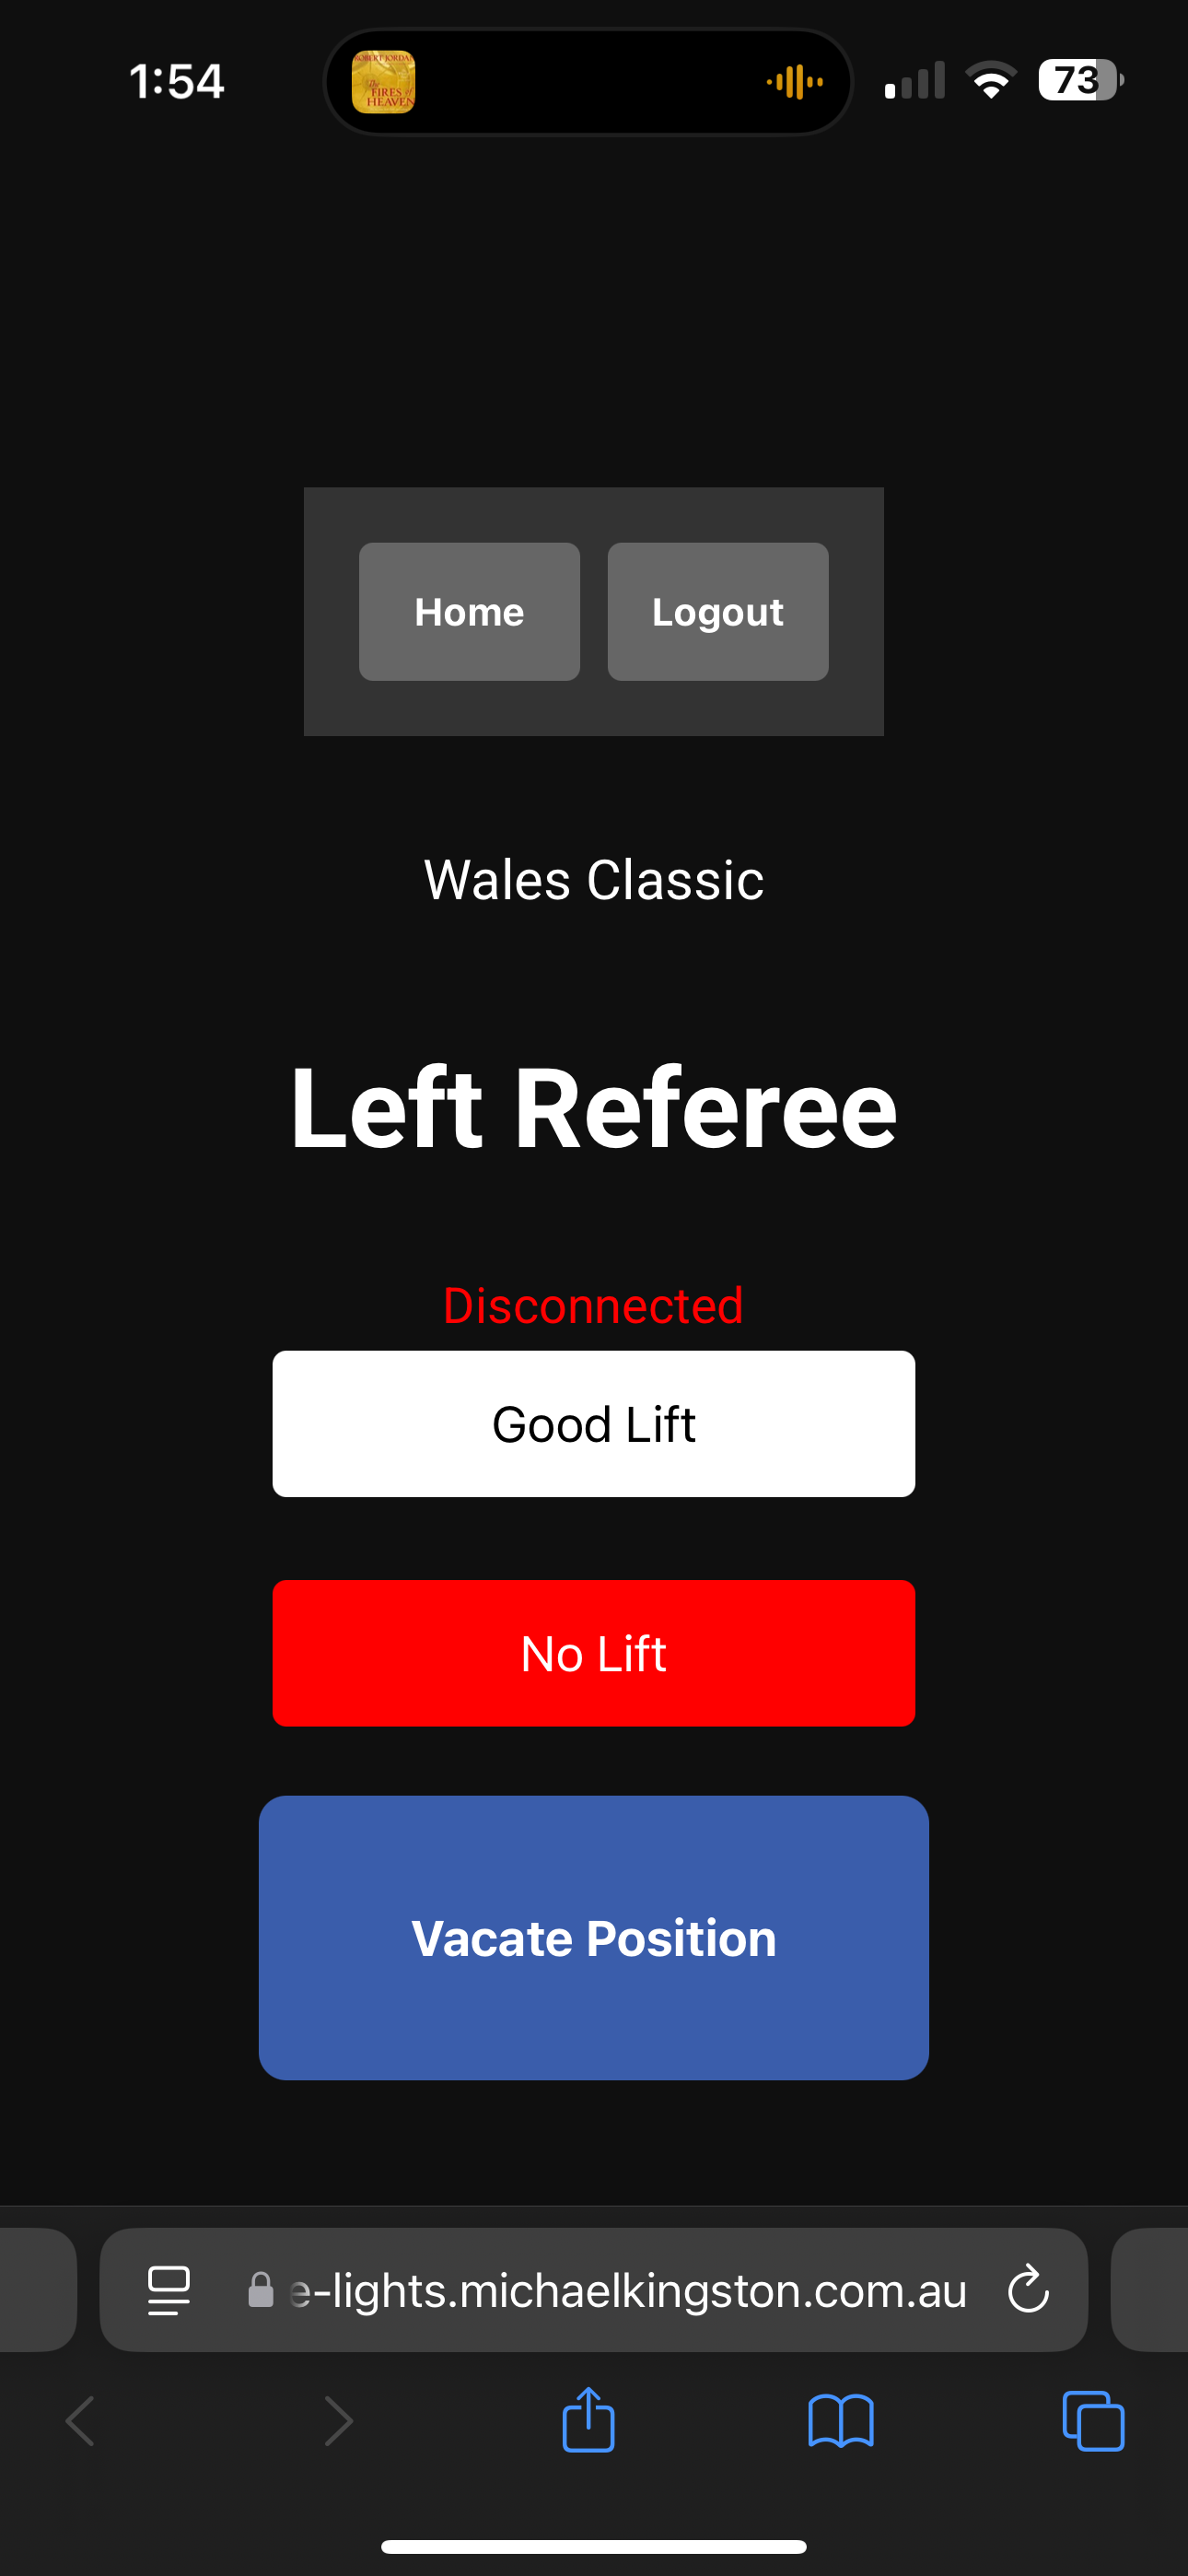 1:54
ROBERT JORDAN
The
FIRES of
HEAVEN
73
Home
Logout
Wales Classic
Left Referee
Disconnected
Good Lift
No Lift
Vacate Position
e-lights.michaelkingston.com.au